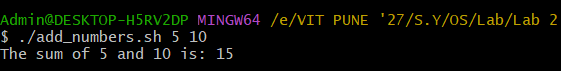 Admin@DESKTOP-H5RV2DP MINGW64 /e/VIT PUNE '27/S.Y/OS/Lab/Lab 2
$ ./add_numbers.sh 5 10
The sum of 5 and 10 is: 15